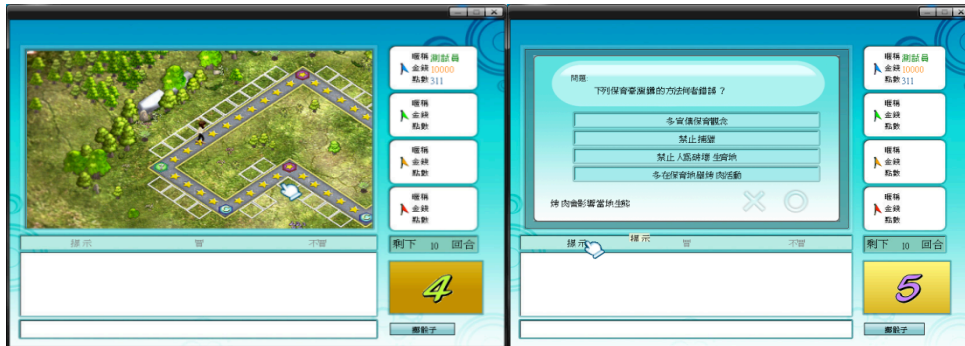 暱稱 測試員
金錢 10000
點數 311
暱稱
金錢
點數
暱稱
金錢
點數
暱稱
金錢
點數
提示 買 不買
剩下 10 回合
4
擲骰子
問題:
下列保育臺灣鐵的方法何者錯誤 ?
多宣傳保育觀念
禁止捕獵
禁止人為破壞生育地
多在保育地舉烤肉活動
烤肉會影響當地生態
暱稱 測試員
金錢 10000
點數 311
暱稱
金錢
點數
暱稱
金錢
點數
暱稱
金錢
點數
提示 提示 買 不買
剩下 10 回合
5
擲骰子